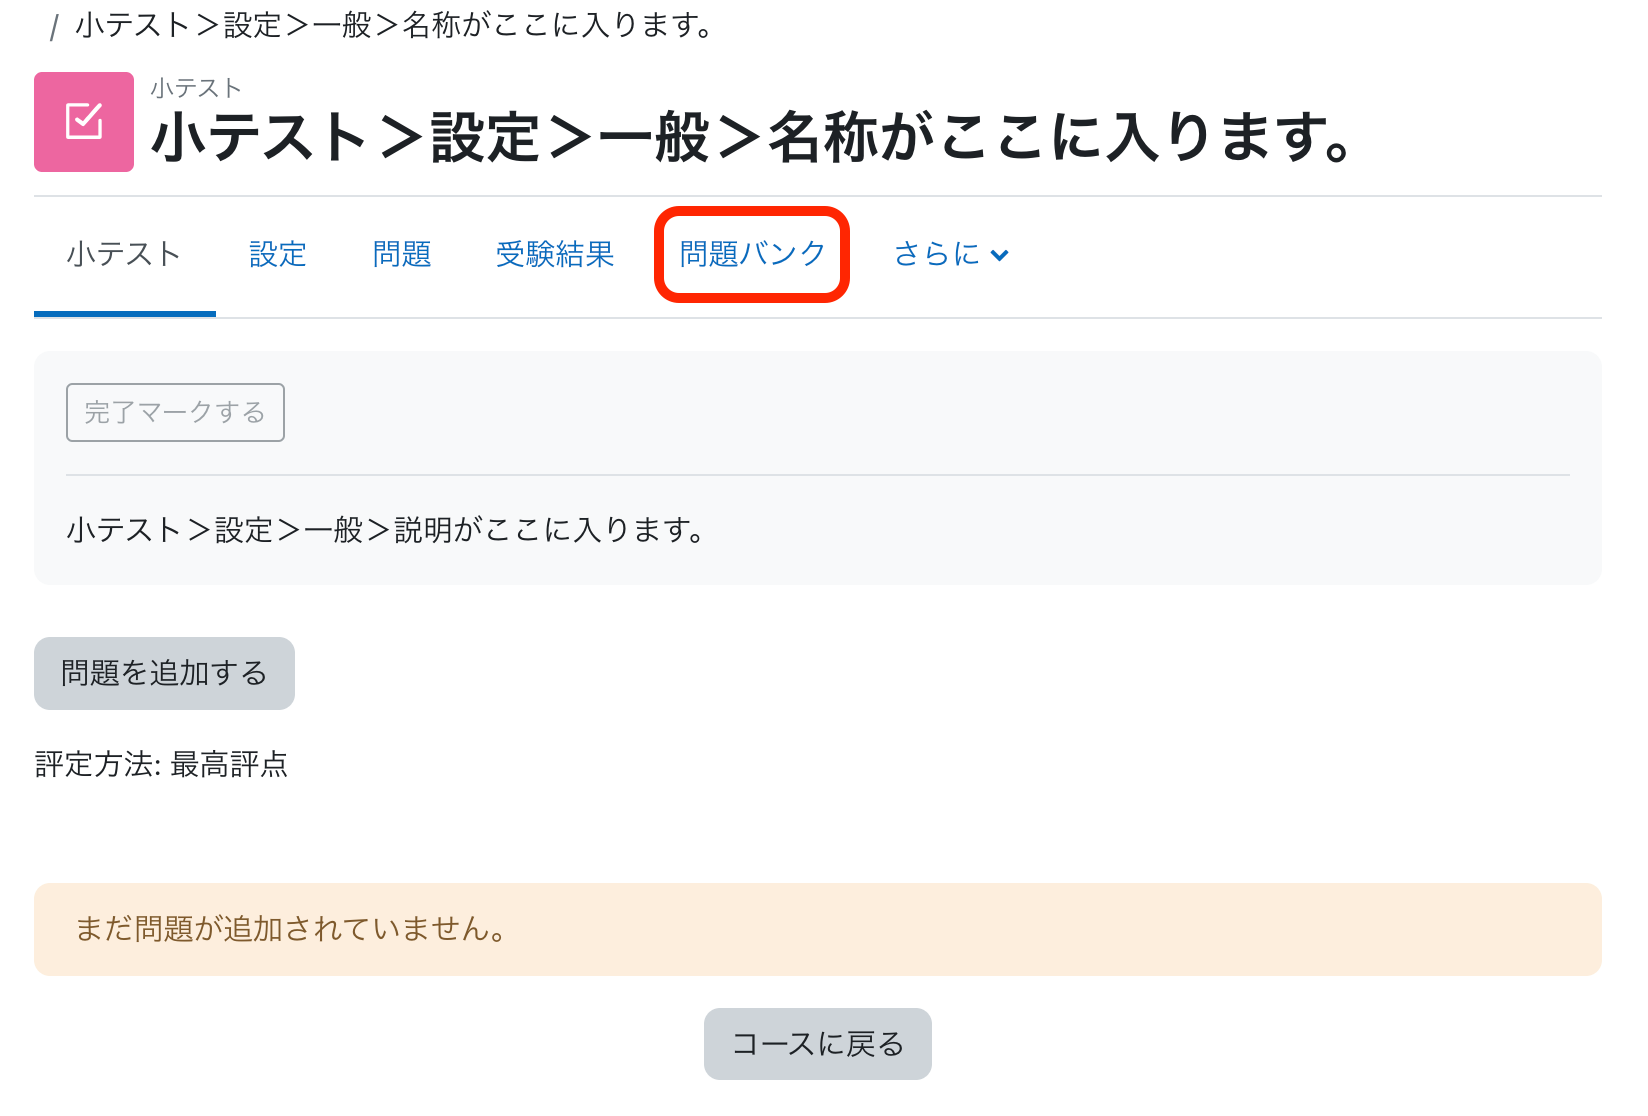 / 小テスト＞設定＞一般＞名称がここに入ります。
小テスト
小テスト＞設定＞一般＞名称がここに入ります。
小テスト 設定 問題 受験結果 問題バンク さらに
完了マークする
小テスト＞設定＞一般＞説明がここに入ります。
問題を追加する
評定方法: 最高評点
まだ問題が追加されていません。
コースに戻る